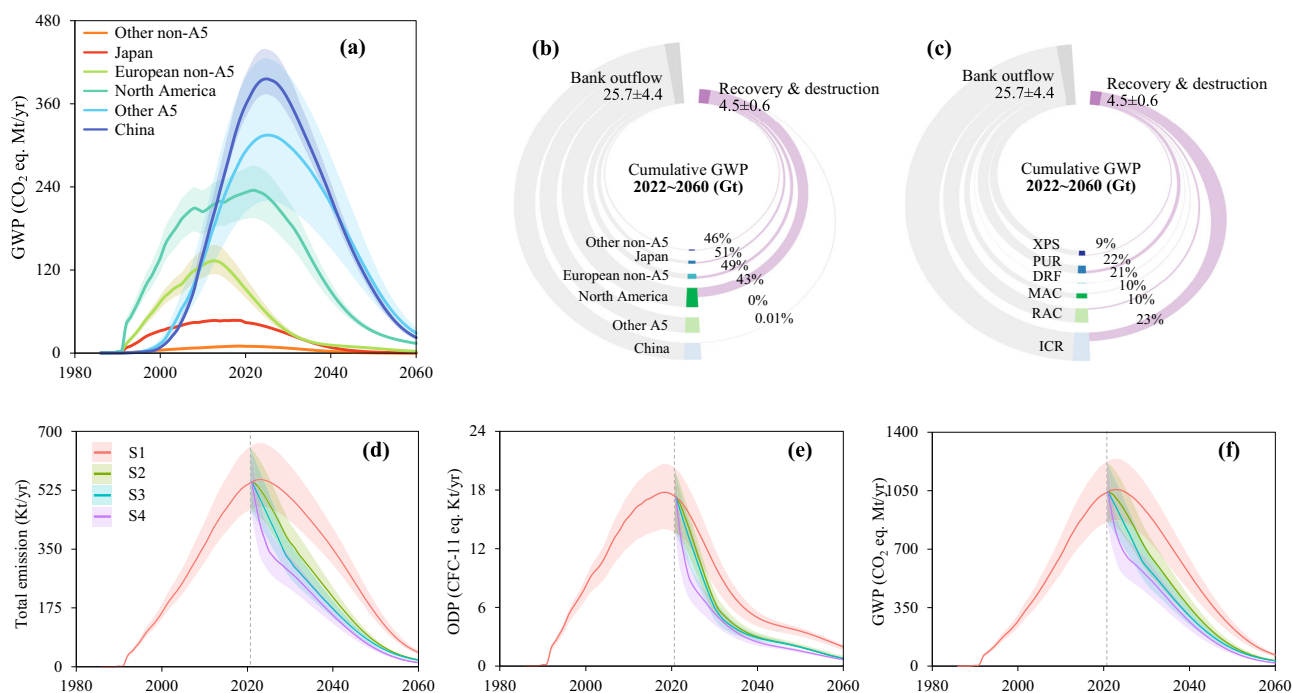 480
360
240
120
0
GWP (CO₂ eq. Mt/yr)
Other non-A5
Japan
European non-A5
North America
Other A5
China
(a)
1980
2000
2020
2040
2060
(b)
Bank outflow
25.7±4.4
Recovery & destruction
4.5±0.6
Cumulative GWP
2022~2060 (Gt)
Other non-A5
46%
Japan
51%
European non-A5
49%
North America
43%
Other A5
0%
China
0.01%
(c)
Bank outflow
25.7±4.4
Recovery & destruction
4.5±0.6
Cumulative GWP
2022~2060 (Gt)
XPS
9%
PUR
22%
DRF
21%
MAC
10%
RAC
10%
ICR
23%
700
525
350
175
0
Total emission (Kt/yr)
S1
S2
S3
S4
(d)
1980
2000
2020
2040
2060
24
18
12
6
0
ODP (CFC-11 eq. Kt/yr)
(e)
1980
2000
2020
2040
2060
1400
1050
700
350
0
GWP (CO₂ eq. Mt/yr)
(f)
1980
2000
2020
2040
2060